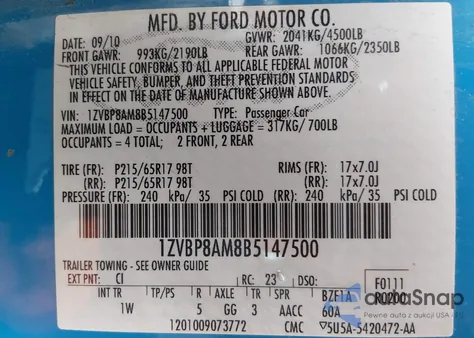 MFD. BY FORD MOTOR CO.
DATE: 09/10 GVWR: 2041KG/4500LB
FRONT GAWR: 993KG/2190LB REAR GAWR: 1066KG/2350LB
THIS VEHICLE CONFORMS TO ALL APPLICABLE FEDERAL MOTOR
VEHICLE SAFETY, BUMPER, AND THEFT PREVENTION STANDARDS
IN EFFECT ON THE DATE OF MANUFACTURE SHOWN ABOVE.
VIN: 1ZVBP8AM8B5147500 TYPE: Passenger Car
MAXIMUM LOAD = OCCUPANTS + LUGGAGE = 317KG/ 700LB
OCCUPANTS = 4 TOTAL; 2 FRONT, 2 REAR
TIRE (FR): P215/65R17 98T RIMS (FR): 17x7.0J
(RR): P215/65R17 98T (RR): 17x7.0J
PRESSURE (FR): 240 kPa/ 35 PSI COLD (RR): 240 kPa/ 35 PSI COLD
1ZVBP8AM8B5147500
TRAILER TOWING - SEE OWNER GUIDE
EXT PNT: CI RC: 23 DSO: F0111
R0200
INT TR TP/PS R AXLE TR SPR BZF1A
1W 5 GG 3 AACC 60A
1201009073772 CMC 5U5A-5420472-AA
autaSnap
Pewny zakup auta z USA